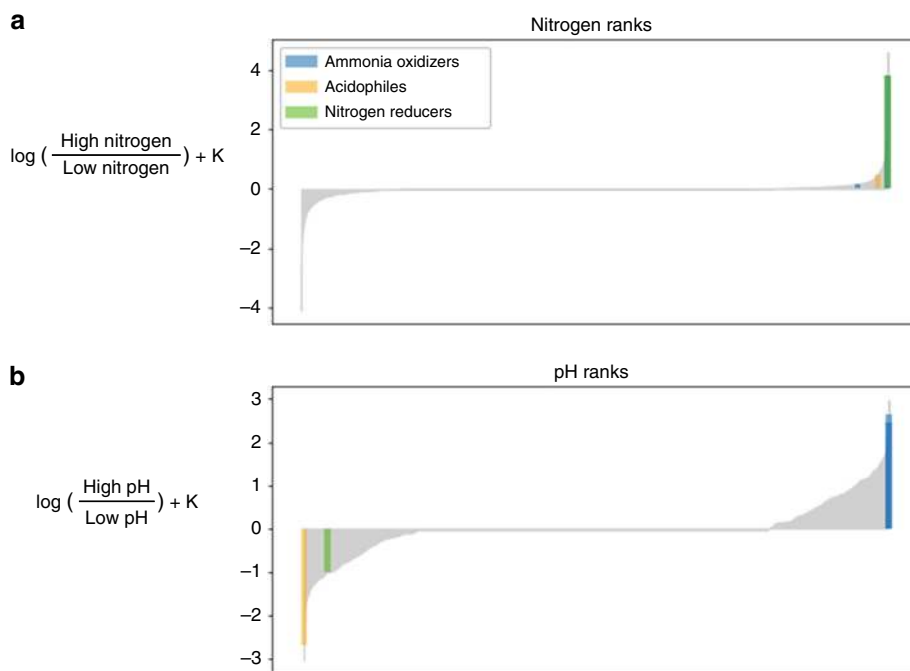 a
Nitrogen ranks
4
2
0
−2
−4
Ammonia oxidizers
Acidophiles
Nitrogen reducers
log ( High nitrogen / Low nitrogen ) + K
b
pH ranks
3
2
1
0
−1
−2
−3
log ( High pH / Low pH ) + K